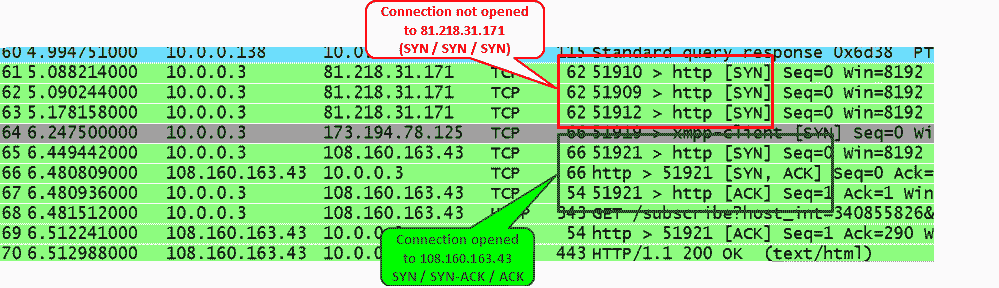 Connection not opened
to 81.218.31.171
(SYN / SYN / SYN)
60 4.994751000 10.0.0.138 10.0. 115 Standard query response 0x6d38 PT
61 5.088214000 10.0.0.3 81.218.31.171 TCP 62 51910 > http [SYN] Seq=0 Win=8192
62 5.090244000 10.0.0.3 81.218.31.171 TCP 62 51909 > http [SYN] Seq=0 Win=8192
63 5.178158000 10.0.0.3 81.218.31.171 TCP 62 51912 > http [SYN] Seq=0 Win=8192
64 6.247500000 10.0.0.3 173.194.78.125 TCP 66 51919 > xmpp-client [SYN] Seq=0 Wi
65 6.449442000 10.0.0.3 108.160.163.43 TCP 66 51921 > http [SYN] Seq=0 Win=8192
66 6.480809000 108.160.163.43 10.0.0.3 TCP 66 http > 51921 [SYN, ACK] Seq=0 Ack=
67 6.480936000 10.0.0.3 108.160.163.43 TCP 54 51921 > http [ACK] Seq=1 Ack=1 Win
68 6.481512000 10.0.0.3 108.160.163.43 343 GET /subscribe?host_int=340855826&
69 6.512241000 108.160.163.43 10.0.0. 54 http > 51921 [ACK] Seq=1 Ack=290 W
70 6.512988000 108.160.163.43 10.0.0. 443 HTTP/1.1 200 OK (text/html)
Connection opened
to 108.160.163.43
SYN / SYN-ACK / ACK